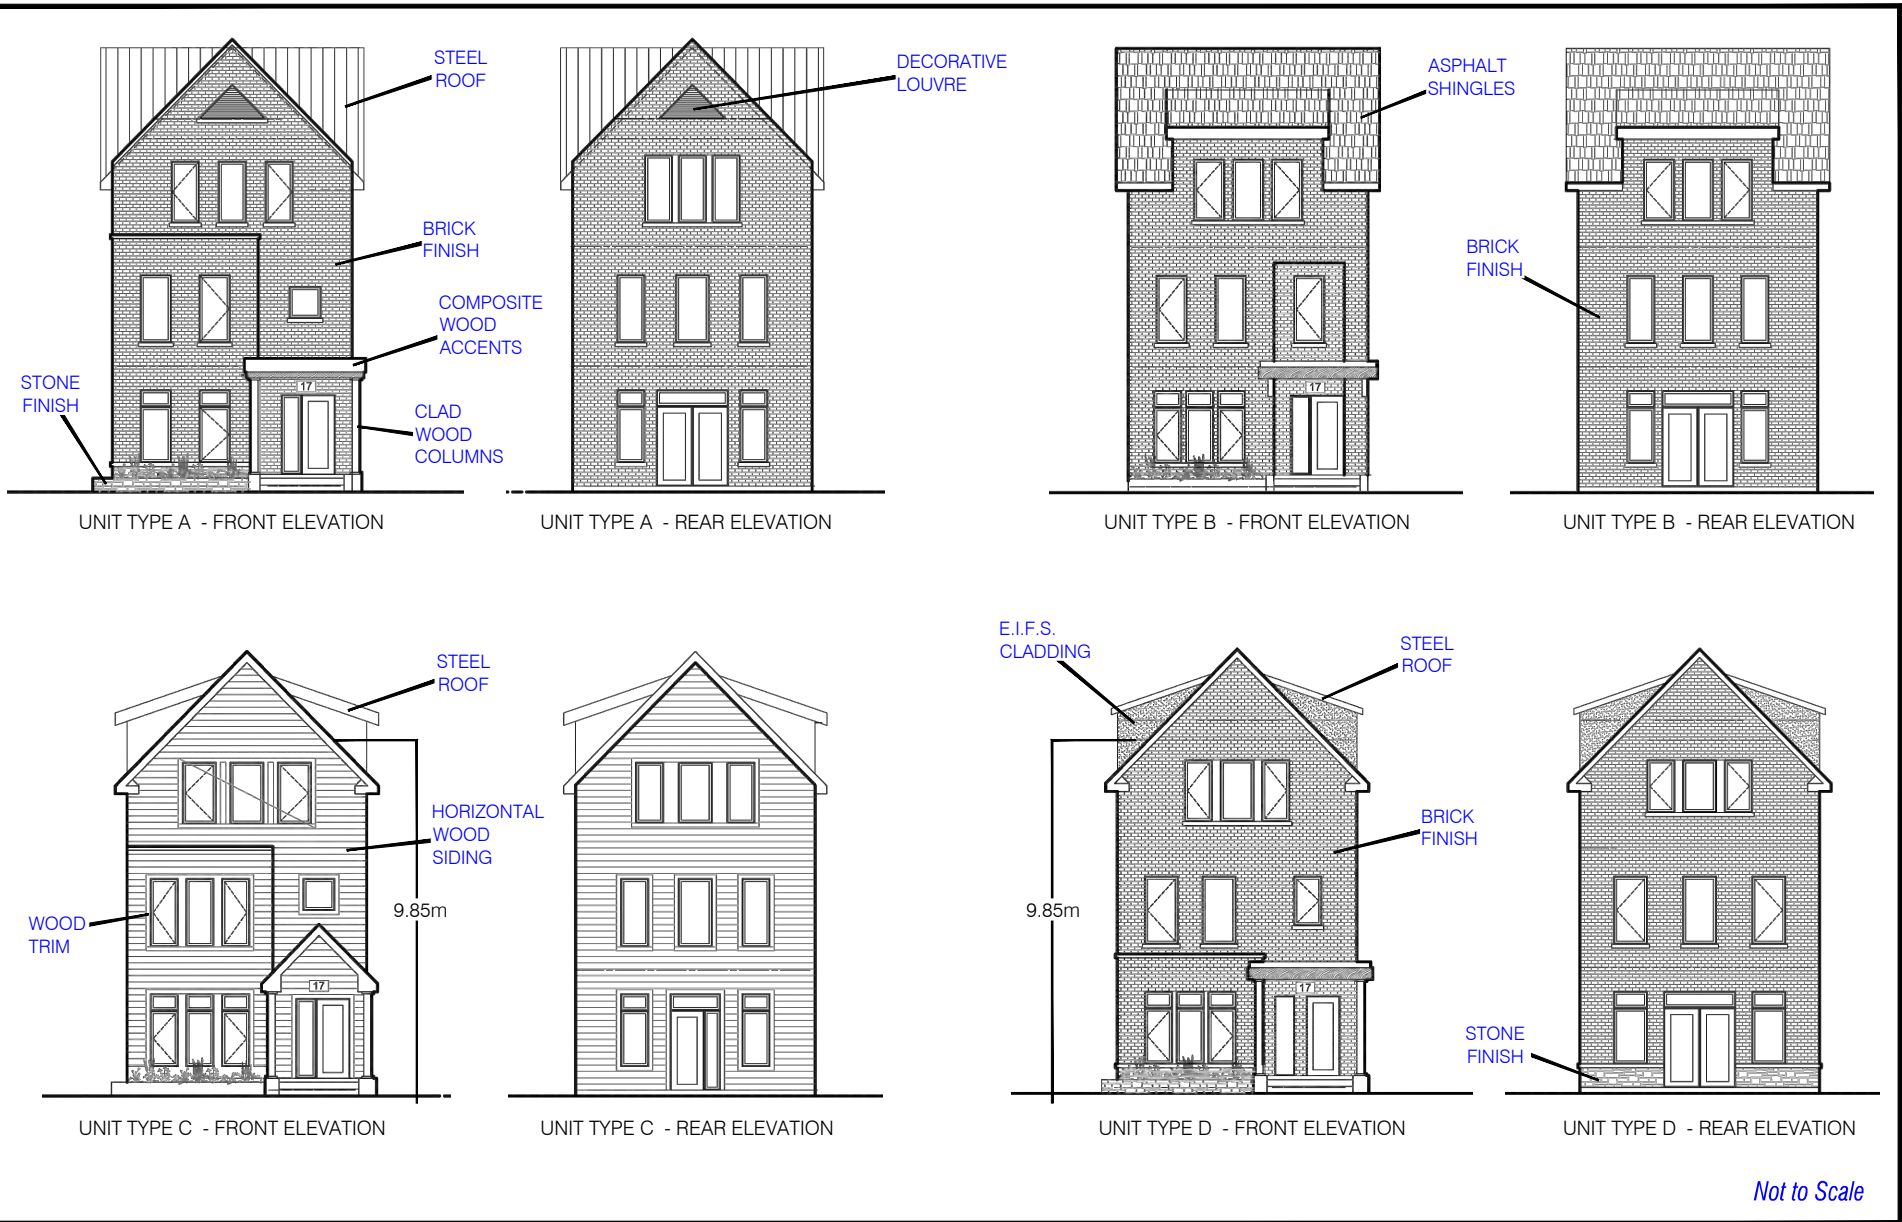 STEEL
ROOF
BRICK
FINISH
COMPOSITE
WOOD
ACCENTS
STONE
FINISH
17
CLAD
WOOD
COLUMNS
UNIT TYPE A - FRONT ELEVATION
DECORATIVE
LOUVRE
UNIT TYPE A - REAR ELEVATION
ASPHALT
SHINGLES
17
UNIT TYPE B - FRONT ELEVATION
BRICK
FINISH
UNIT TYPE B - REAR ELEVATION
STEEL
ROOF
HORIZONTAL
WOOD
SIDING
9.85m
WOOD
TRIM
17
UNIT TYPE C - FRONT ELEVATION
UNIT TYPE C - REAR ELEVATION
E.I.F.S.
CLADDING
STEEL
ROOF
BRICK
FINISH
9.85m
17
UNIT TYPE D - FRONT ELEVATION
STONE
FINISH
UNIT TYPE D - REAR ELEVATION
Not to Scale